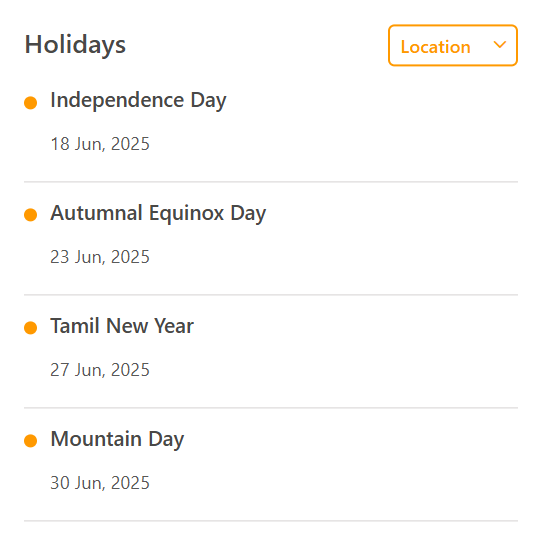 Holidays
Location
Independence Day
18 Jun, 2025
Autumnal Equinox Day
23 Jun, 2025
Tamil New Year
27 Jun, 2025
Mountain Day
30 Jun, 2025